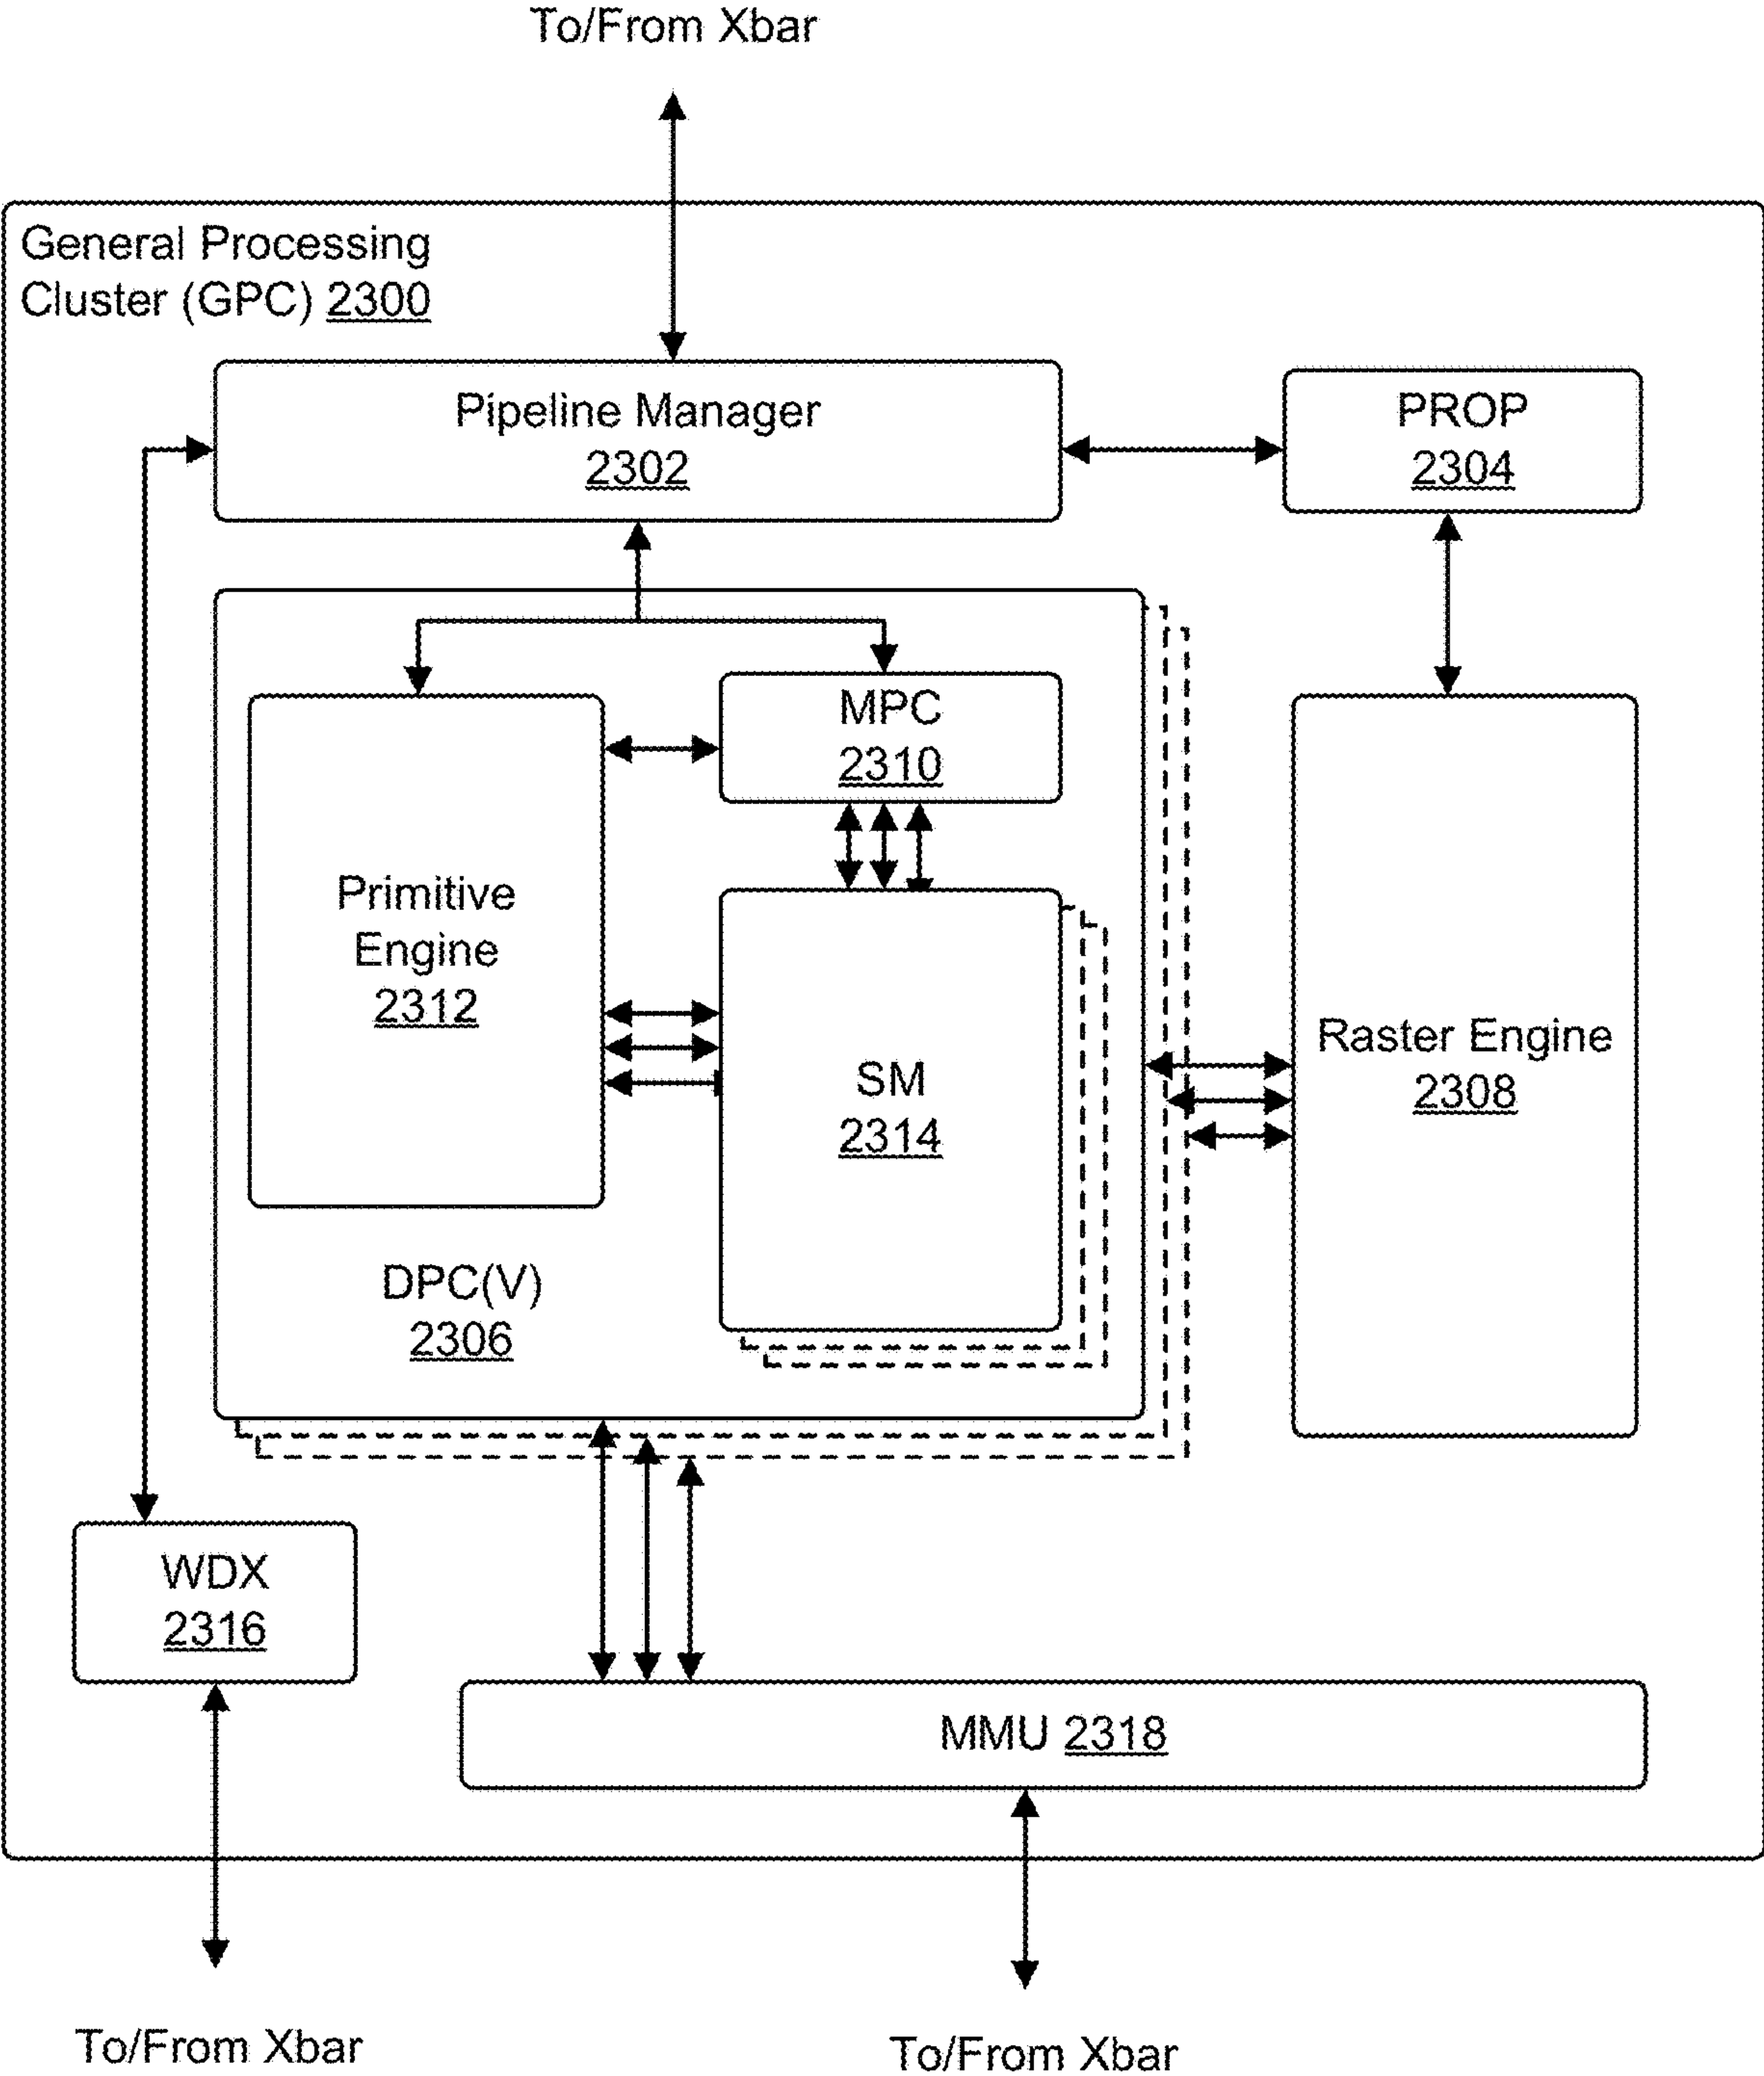 To/From Xbar
General Processing
Cluster (GPC) 2300
Pipeline Manager
2302
PROP
2304
MPC
2310
Primitive
Engine
2312
SM
2314
Raster Engine
2308
DPC(V)
2306
WDX
2316
MMU 2318
To/From Xbar
To/From Xbar